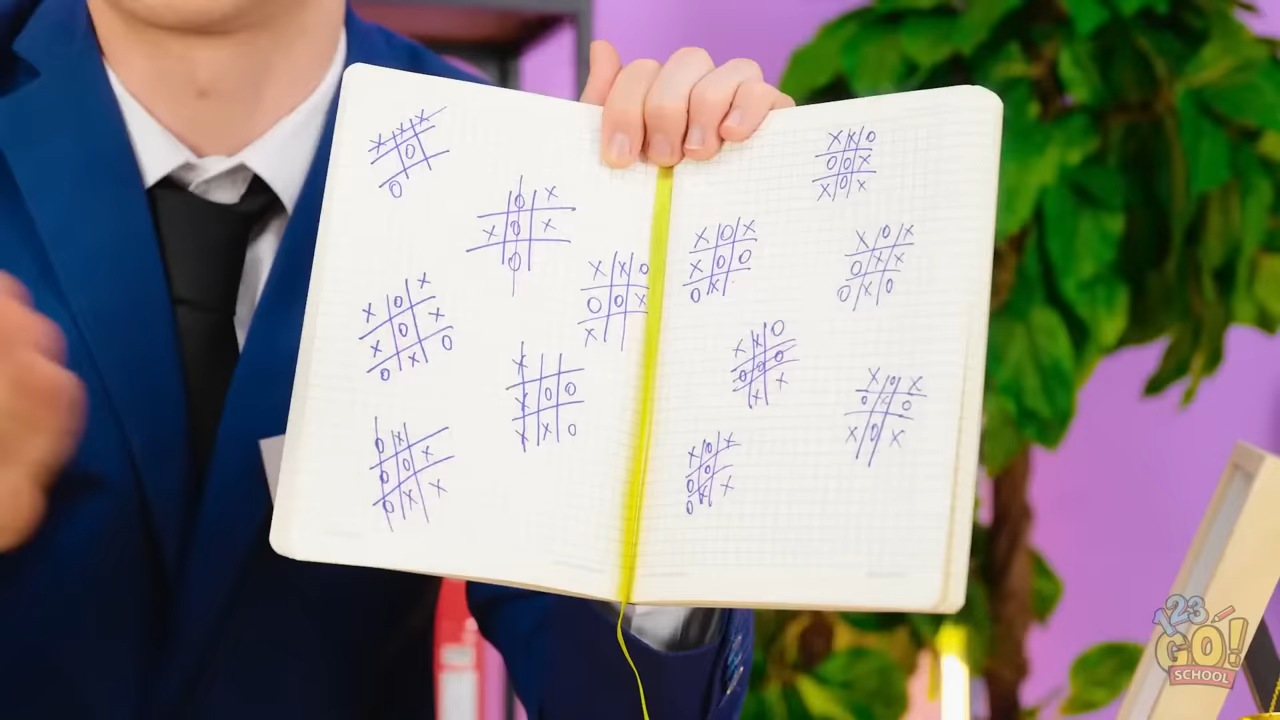 X X X
O
O
O X
X O X
O
X O X
X O X
O X O
X X O
O O X
X
X
X O O
X X O
O X
O O X
O X X
X X O
O O X
X O X
X O X
X O O
O X
X O X
O X X
O X O
X X O
O O O
X X
X O X
O O
X O X
X O X
O O
O X X
123
GO!
SCHOOL